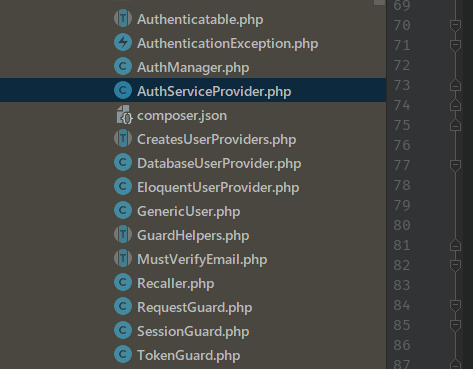 Authenticatable.php
AuthenticationException.php
AuthManager.php
AuthServiceProvider.php
composer.json
CreatesUserProviders.php
DatabaseUserProvider.php
EloquentUserProvider.php
GenericUser.php
GuardHelpers.php
MustVerifyEmail.php
Recaller.php
RequestGuard.php
SessionGuard.php
TokenGuard.php
69
70
71
72
73
74
75
76
77
78
79
80
81
82
83
84
85
86
87